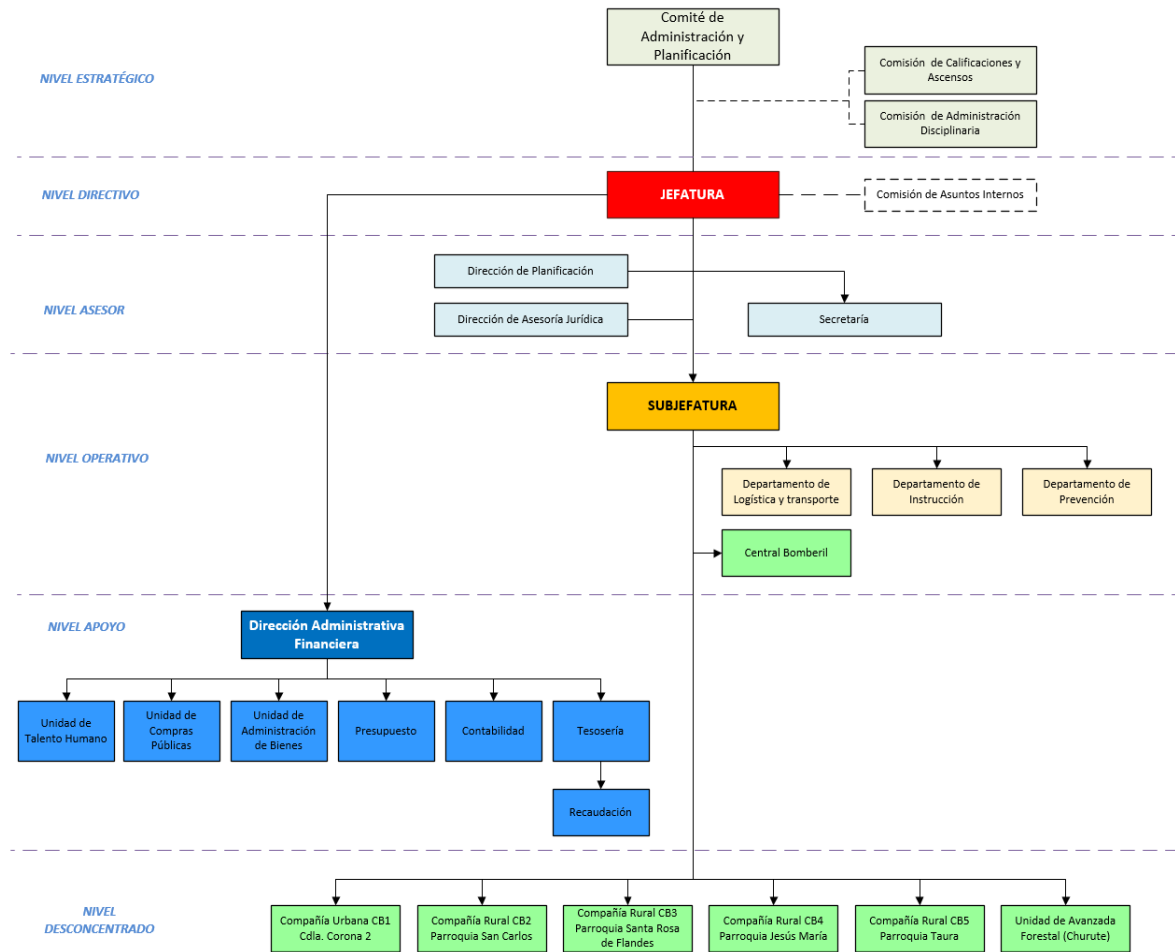 Comité de
Administración y
Planificación
NIVEL ESTRATÉGICO
Comisión de Calificaciones y
Ascensos
Comisión de Administración
Disciplinaria
NIVEL DIRECTIVO
JEFATURA
Comisión de Asuntos Internos
Dirección de Planificación
NIVEL ASESOR
Dirección de Asesoría Jurídica
Secretaría
SUBJEFATURA
NIVEL OPERATIVO
Departamento de
Logística y transporte
Departamento de
Instrucción
Departamento de
Prevención
Central Bomberil
NIVEL APOYO
Dirección Administrativa
Financiera
Unidad de
Talento Humano
Unidad de
Compras
Públicas
Unidad de
Administración
de Bienes
Presupuesto
Contabilidad
Tesosería
Recaudación
NIVEL
DESCONCENTRADO
Compañía Urbana CB1
Cdla. Corona 2
Compañía Rural CB2
Parroquia San Carlos
Compañía Rural CB3
Parroquia Santa Rosa
de Flandes
Compañía Rural CB4
Parroquia Jesús María
Compañía Rural CB5
Parroquia Taura
Unidad de Avanzada
Forestal (Churute)